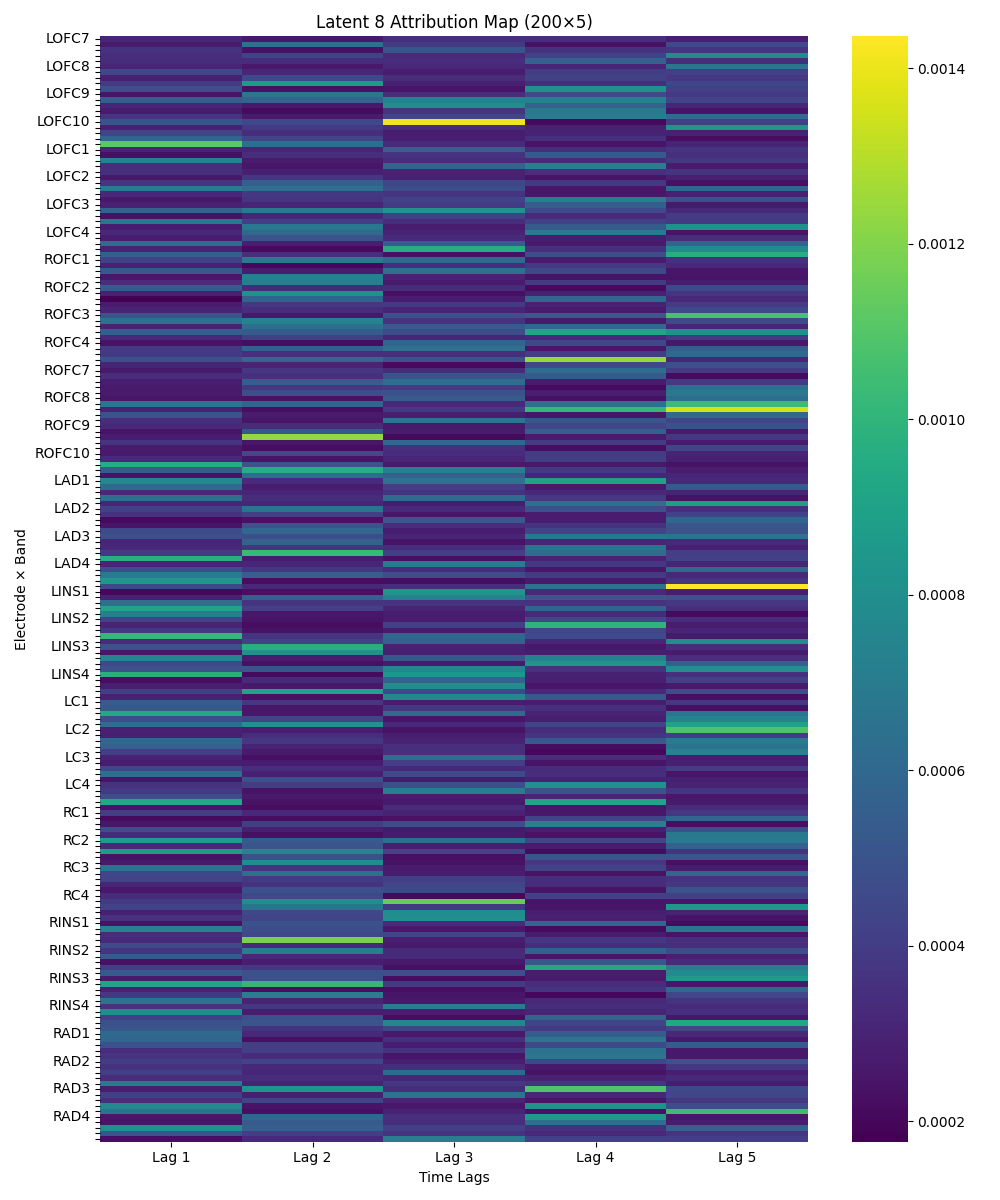 Latent 8 Attribution Map (200×5)
LOFC7
LOFC8
LOFC9
LOFC10
LOFC1
LOFC2
LOFC3
LOFC4
ROFC1
ROFC2
ROFC3
ROFC4
ROFC7
ROFC8
ROFC9
ROFC10
LAD1
LAD2
LAD3
LAD4
LINS1
LINS2
LINS3
LINS4
LC1
LC2
LC3
LC4
RC1
RC2
RC3
RC4
RINS1
RINS2
RINS3
RINS4
RAD1
RAD2
RAD3
RAD4
Electrode × Band
Lag 1 Lag 2 Lag 3 Lag 4 Lag 5
Time Lags
0.0014
0.0012
0.0010
0.0008
0.0006
0.0004
0.0002